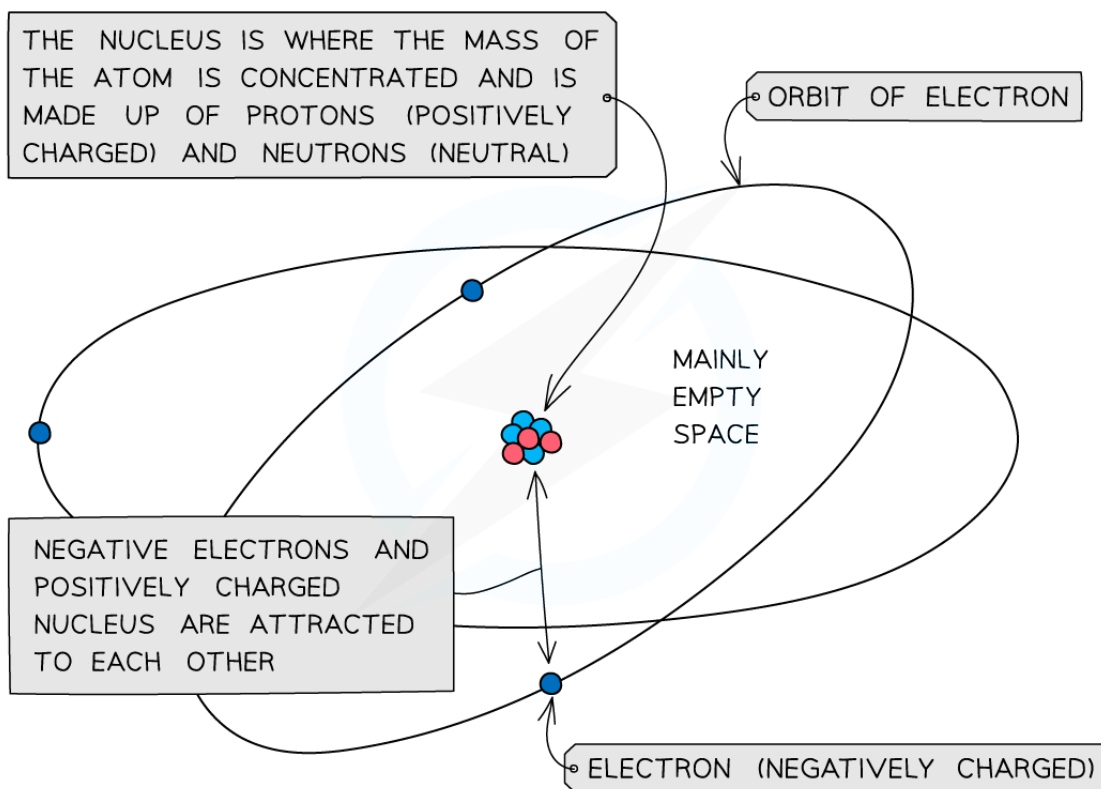 THE NUCLEUS IS WHERE THE MASS OF
THE ATOM IS CONCENTRATED AND IS
MADE UP OF PROTONS (POSITIVELY
CHARGED) AND NEUTRONS (NEUTRAL)
ORBIT OF ELECTRON
MAINLY
EMPTY
SPACE
NEGATIVE ELECTRONS AND
POSITIVELY CHARGED
NUCLEUS ARE ATTRACTED
TO EACH OTHER
ELECTRON (NEGATIVELY CHARGED)